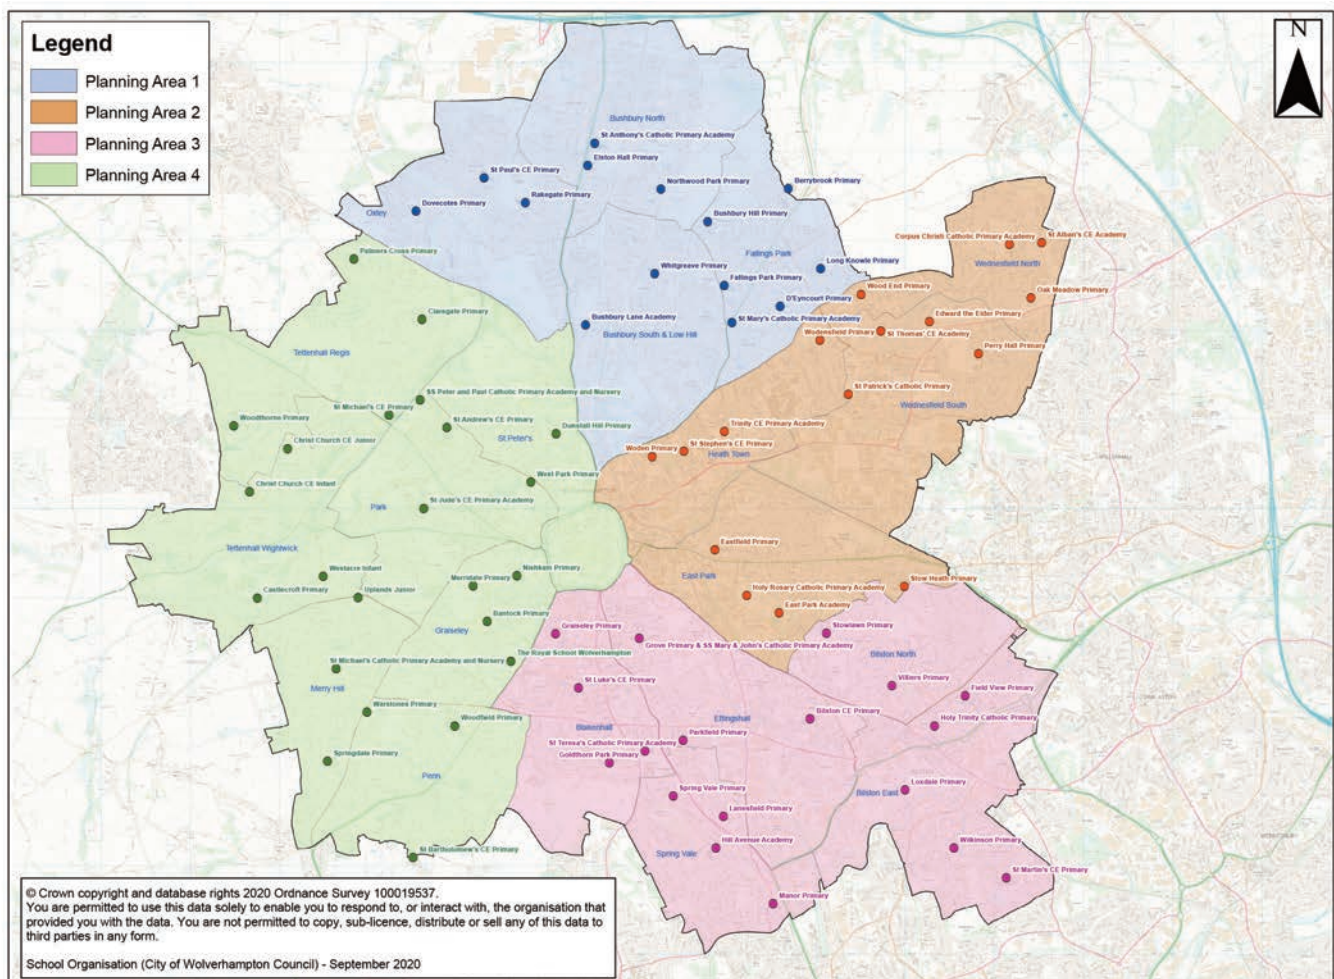 Legend
Planning Area 1
Planning Area 2
Planning Area 3
Planning Area 4
N
Bushbury North
St Anthony's Catholic Primary Academy
Elston Hall Primary
St Paul's CE Primary
Northwood Park Primary
Berrybrook Primary
Rakegate Primary
Dovecotes Primary
Oxley
Bushbury Hill Primary
Fallings Park
Long Knowle Primary
Whitgreave Primary
Fallings Park Primary
D'Eyncourt Primary
Bushbury Lane Academy
St Mary's Catholic Primary Academy
Bushbury South & Low Hill
Corpus Christi Catholic Primary Academy
St Alban's CE Academy
Wednesfield North
Wood End Primary
Oak Meadow Primary
Edward the Elder Primary
Wodensfield Primary
St Thomas' CE Academy
Perry Hall Primary
St Patrick's Catholic Primary
Wednesfield South
Trinity CE Primary Academy
Woden Primary
St Stephen's CE Primary
Heath Town
Eastfield Primary
East Park
Holy Rosary Catholic Primary Academy
Stow Heath Primary
East Park Academy
Palmers Cross Primary
Claregate Primary
Tettenhall Regis
SS Peter and Paul Catholic Primary Academy and Nursery
St Michael's CE Primary
Woodthorne Primary
St Andrew's CE Primary
Dunstall Hill Primary
St Peter's
Christ Church CE Junior
West Park Primary
Christ Church CE Infant
St Jude's CE Primary Academy
Park
Tettenhall Wightwick
Westacre Infant
Merridale Primary
Nishkam Primary
Castlecroft Primary
Uplands Junior
Bantock Primary
Graiseley
The Royal School Wolverhampton
St Michael's Catholic Primary Academy and Nursery
Merry Hill
Warstones Primary
Woodfield Primary
Springdale Primary
Penn
St Bartholomew's CE Primary
Graiseley Primary
Grove Primary & SS Mary & John's Catholic Primary Academy
Stowlawn Primary
Bilston North
St Luke's CE Primary
Villiers Primary
Field View Primary
Blakenhall
Ettingshall
Bilston CE Primary
Holy Trinity Catholic Primary
Parkfield Primary
St Teresa's Catholic Primary Academy
Goldthorn Park Primary
Spring Vale Primary
Bilston East
Loxdale Primary
Lanesfield Primary
Hill Avenue Academy
Spring Vale
Wilkinson Primary
St Martin's CE Primary
Manor Primary
© Crown copyright and database rights 2020 Ordnance Survey 100019537.
You are permitted to use this data solely to enable you to respond to, or interact with, the organisation that
provided you with the data. You are not permitted to copy, sub-licence, distribute or sell any of this data to
third parties in any form.
School Organisation (City of Wolverhampton Council) - September 2020